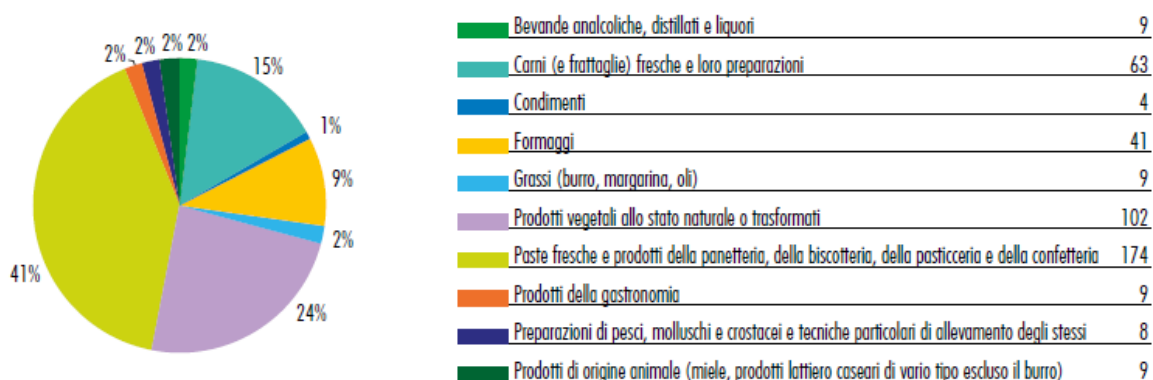 2% 2% 2% 2%
15%
1%
9%
2%
24%
41%
Bevande analcoliche, distillati e liquori 9
Carni (e frattaglie) fresche e loro preparazioni 63
Condimenti 4
Formaggi 41
Grassi (burro, margarina, oli) 9
Prodotti vegetali allo stato naturale o trasformati 102
Paste fresche e prodotti della panetteria, della biscotteria, della pasticceria e della confetteria 174
Prodotti della gastronomia 9
Preparazioni di pesci, molluschi e crostacei e tecniche particolari di allevamento degli stessi 8
Prodotti di origine animale (miele, prodotti lattiero caseari di vario tipo escluso il burro) 9